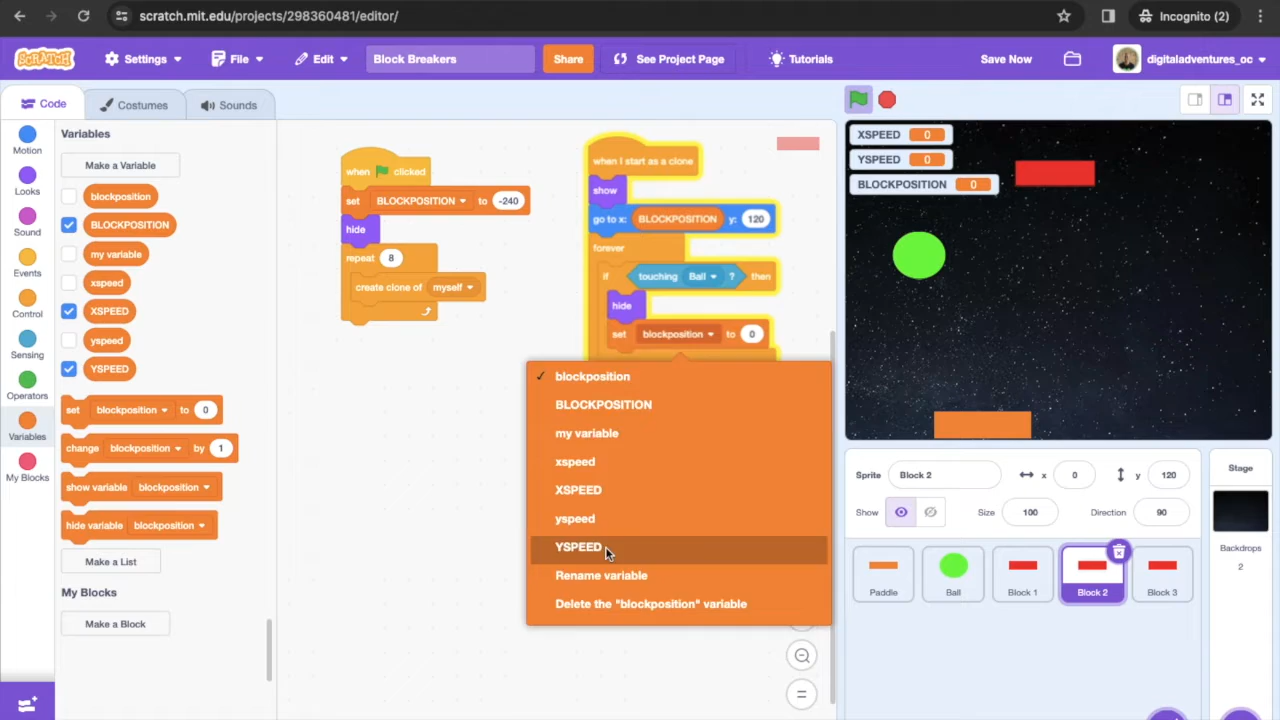 scratch.mit.edu/projects/298360481/editor/
Incognito (2)
SCRATCH
Settings
File
Edit
Block Breakers
Share
See Project Page
Tutorials
Save Now
digitaladventures_oc
Code
Costumes
Sounds
Motion
Looks
Sound
Events
Control
Sensing
Operators
Variables
My Blocks
Variables
Make a Variable
blockposition
BLOCKPOSITION
my variable
xspeed
XSPEED
yspeed
YSPEED
set blockposition to 0
change blockposition by 1
show variable blockposition
hide variable blockposition
Make a List
My Blocks
Make a Block
when clicked
set BLOCKPOSITION to -240
hide
repeat 8
create clone of myself
when I start as a clone
show
go to x: BLOCKPOSITION y: 120
forever
if touching Ball ? then
hide
set blockposition to 0
blockposition
BLOCKPOSITION
my variable
xspeed
XSPEED
yspeed
YSPEED
Rename variable
Delete the "blockposition" variable
XSPEED 0
YSPEED 0
BLOCKPOSITION 0
Sprite Block 2 x 0 y 120
Show Size 100 Direction 90
Paddle
Ball
Block 1
Block 2
Block 3
Stage
Backdrops
2